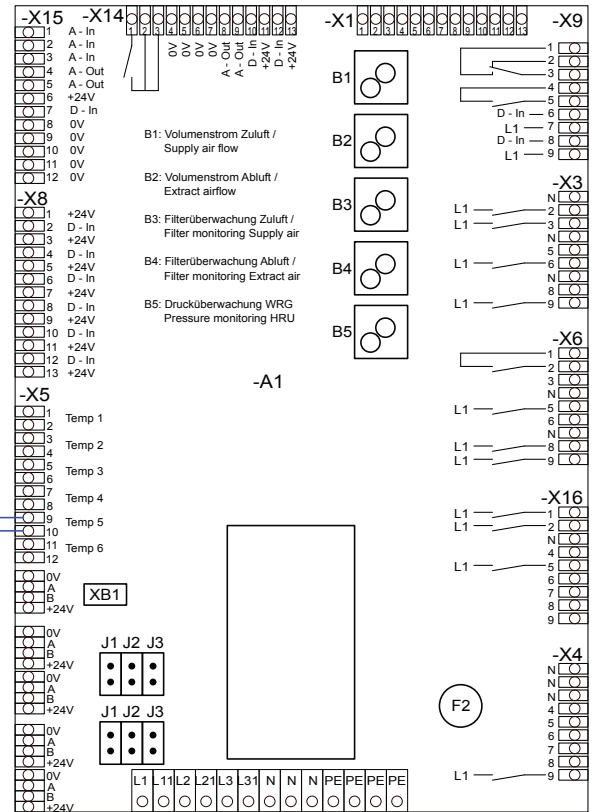 -X15
1 A - In
2 A - In
3 A - In
4 A - Out
5 A - Out
6 +24V
7 D - In
8 0V
9 0V
10 0V
11 0V
12 0V
-X14
1 2 3 4 5 6 7 8 9 10 11 12 13
0V
0V
0V
0V
A - Out
A - Out
D - In
+24V
D - In
+24V
-X1
1 2 3 4 5 6 7 8 9 10 11 12 13
-X9
1
2
3
4
5
D - In 6
L1 7
D - In 8
L1 9
B1
B2
B3
B4
B5
B1: Volumenstrom Zuluft /
Supply air flow
B2: Volumenstrom Abluft /
Extract airflow
B3: Filterüberwachung Zuluft /
Filter monitoring Supply air
B4: Filterüberwachung Abluft /
Filter monitoring Extract air
B5: Drucküberwachung WRG
Pressure monitoring HRU
-X8
1 +24V
2 D - In
3 +24V
4 D - In
5 +24V
6 D - In
7 +24V
8 D - In
9 +24V
10 D - In
11 +24V
12 D - In
13 +24V
-X3
N
L1 2
L1 3
N
5
L1 6
N
8
L1 9
-A1
-X6
1
2
3
N
L1 5
6
N
L1 8
L1 9
-X5
1
2
Temp 1
3
4
Temp 2
5
6
Temp 3
7
8
Temp 4
9
10
Temp 5
11
12
Temp 6
0V
A
B
+24V
XB1
0V
A
B
+24V
0V
A
B
+24V
J1 J2 J3
0V
A
B
+24V
0V
A
B
+24V
J1 J2 J3
-X16
L1 1
L1 2
N
4
L1 5
6
7
8
9
-X4
N
N
N
4
5
6
7
8
L1 9
F2
L1 L11 L2 L21 L3 L31 N N N PE PE PE PE